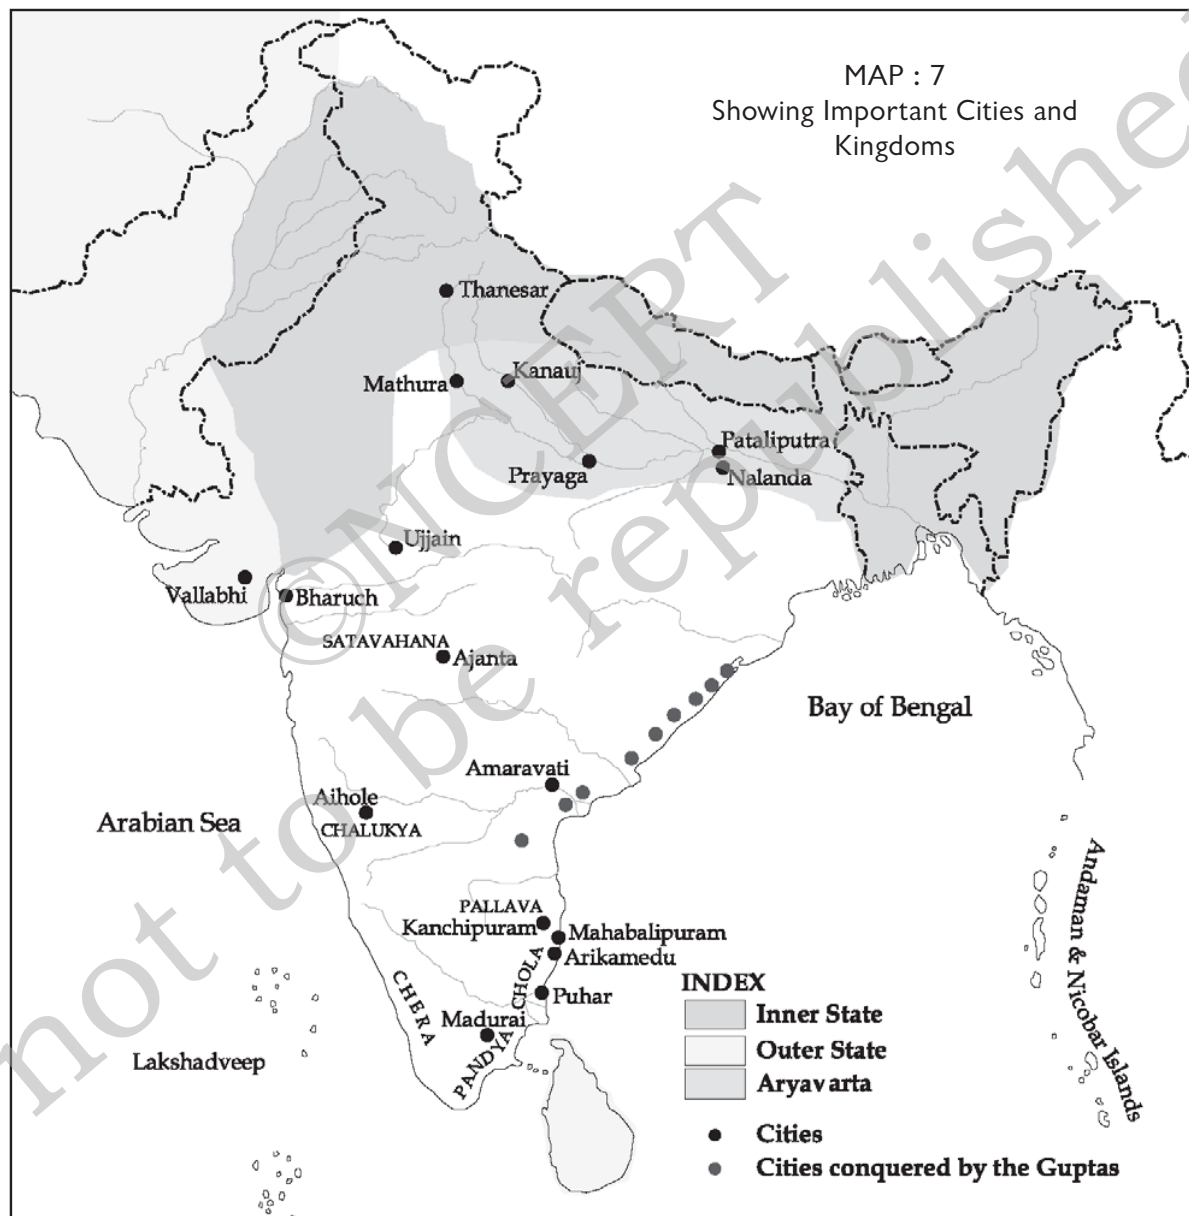 MAP : 7
Showing Important Cities and
Kingdoms
Thanesar
Kanauj
Mathura
Pataliputra
Prayaga
Nalanda
Ujjain
Vallabhi
Bharuch
SATAVAHANA
Ajanta
Bay of Bengal
Amaravati
Aihole
Arabian Sea
CHALUKYA
PALLAVA
Kanchipuram
Mahabalipuram
Arikamedu
CHOLA
CHERA
Puhar
Madurai
PANDYA
Lakshadweep
Andaman & Nicobar Islands
INDEX
Inner State
Outer State
Aryavarta
Cities
Cities conquered by the Guptas
©NCERT
not to be republished